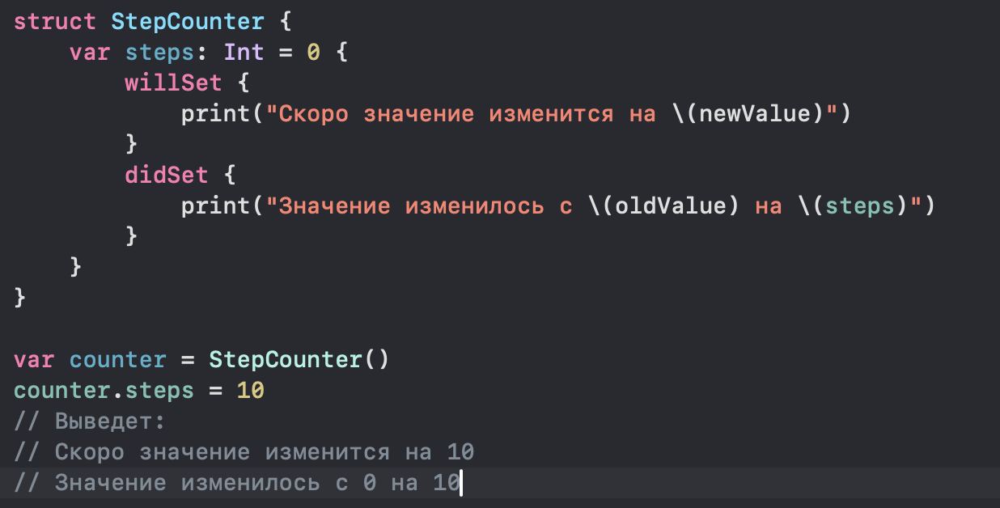 struct StepCounter {
    var steps: Int = 0 {
        willSet {
            print("Скоро значение изменится на \(newValue)")
        }
        didSet {
            print("Значение изменилось с \(oldValue) на \(steps)")
        }
    }
}

var counter = StepCounter()
counter.steps = 10
// Выведет:
// Скоро значение изменится на 10
// Значение изменилось с 0 на 10